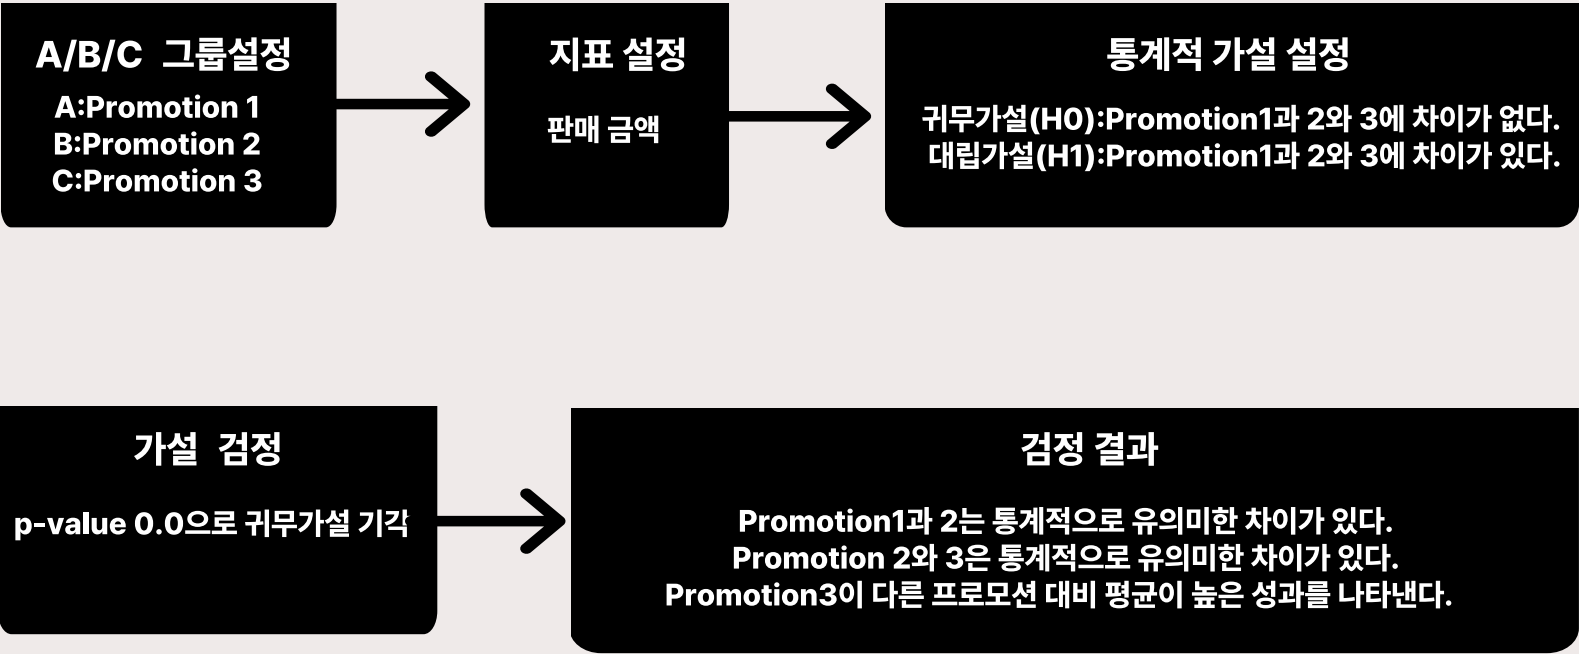 A/B/C 그룹설정
A:Promotion 1
B:Promotion 2
C:Promotion 3
지표 설정
판매 금액
통계적 가설 설정
귀무가설(H0):Promotion1과 2와 3에 차이가 없다.
대립가설(H1):Promotion1과 2와 3에 차이가 있다.
가설 검정
p-value 0.0으로 귀무가설 기각
검정 결과
Promotion1과 2는 통계적으로 유의미한 차이가 있다.
Promotion 2와 3은 통계적으로 유의미한 차이가 있다.
Promotion3이 다른 프로모션 대비 평균이 높은 성과를 나타낸다.